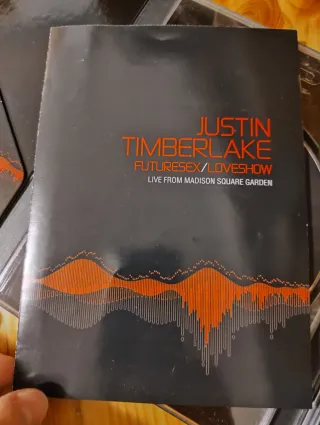 JUSTIN
TIMBERLAKE
FUTURESEX/LOVESHOW
LIVE FROM MADISON SQUARE GARDEN